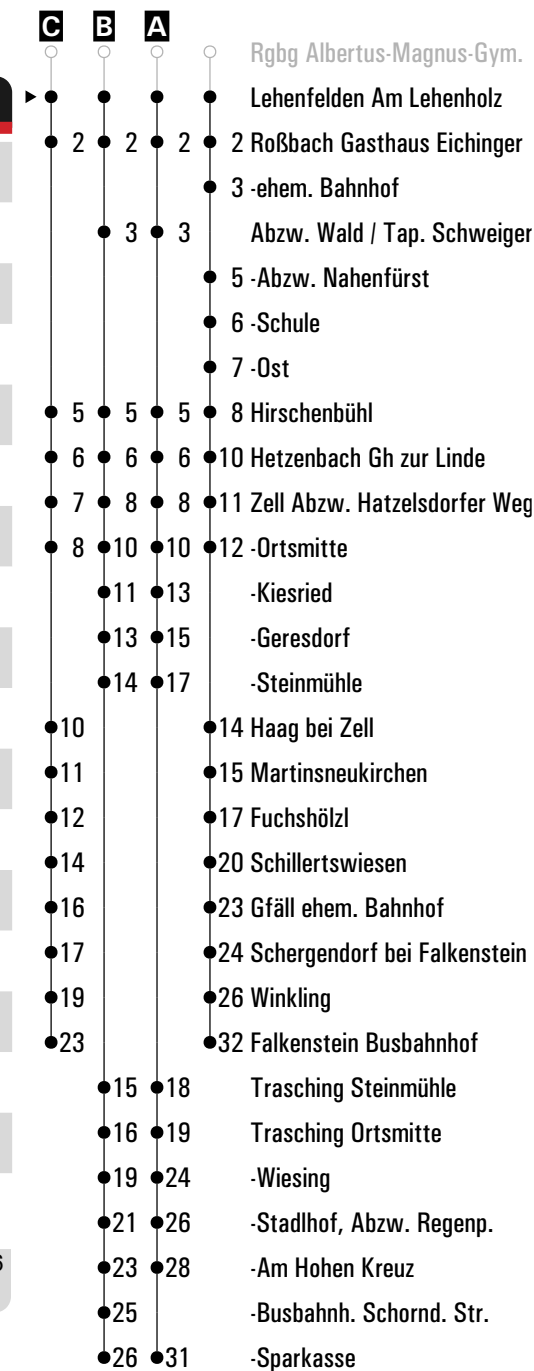 C B A
Rgbg Albertus-Magnus-Gym.
Lehenfelden Am Lehenholz
2 2 2 2 Roßbach Gasthaus Eichinger
3 -ehem. Bahnhof
3 3 Abzw. Wald / Tap. Schweiger
5 -Abzw. Nahenfürst
6 -Schule
7 -Ost
5 5 5 8 Hirschenbühl
6 6 6 10 Hetzenbach Gh zur Linde
7 8 8 11 Zell Abzw. Hatzelsdorfer Weg
8 10 10 12 -Ortsmitte
11 13 -Kiesried
13 15 -Geresdorf
14 17 -Steinmühle
10 14 Haag bei Zell
11 15 Martinsneukirchen
12 17 Fuchshölzl
14 20 Schillertswiesen
16 23 Gfäll ehem. Bahnhof
17 24 Schergendorf bei Falkenstein
19 26 Winkling
23 32 Falkenstein Busbahnhof
15 18 Trasching Steinmühle
16 19 Trasching Ortsmitte
19 24 -Wiesing
21 26 -Stadlhof, Abzw. Regenp.
23 28 -Am Hohen Kreuz
25 -Busbahnh. Schornd. Str.
26 31 -Sparkasse